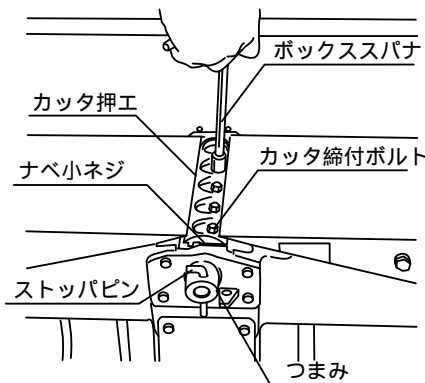 ボックススパナ
カッタ押エ
カッタ締付ボルト
ナベ小ネジ
ストッパピン
つまみ